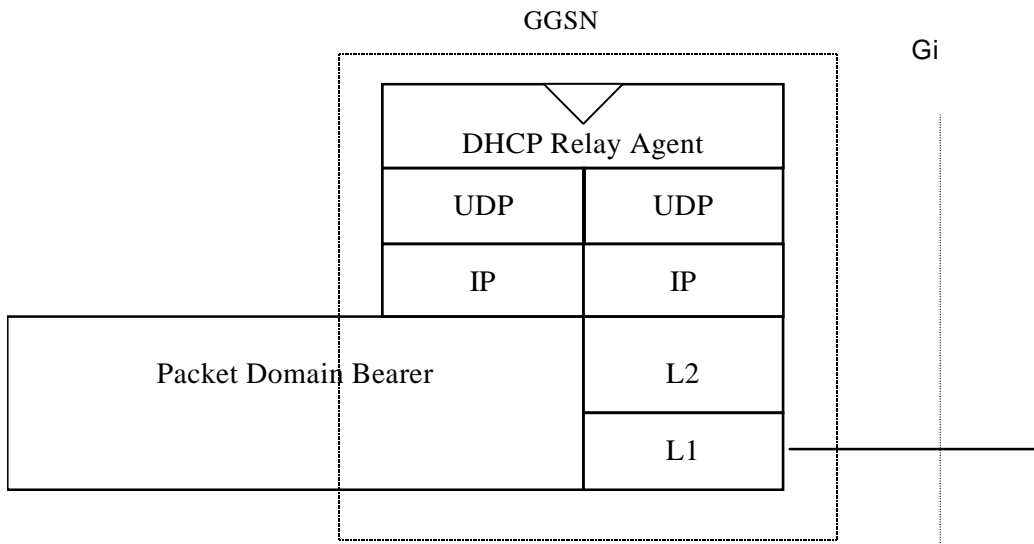 GGSN
Gi
DHCP Relay Agent
UDP
UDP
IP
IP
Packet Domain Bearer
L2
L1